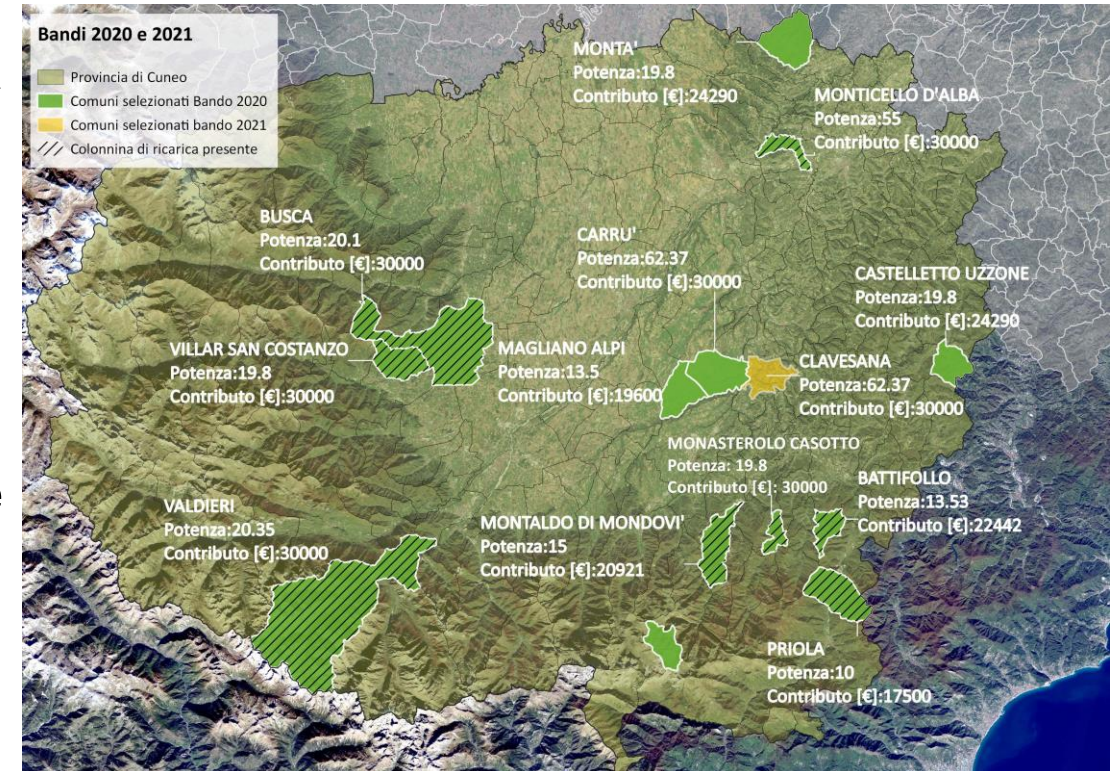 Bandi 2020 e 2021
Provincia di Cuneo
Comuni selezionati Bando 2020
Comuni selezionati bando 2021
Colonnina di ricarica presente
MONTA'
Potenza:19.8
Contributo [€]:24290
MONTICELLO D'ALBA
Potenza:55
Contributo [€]:30000
BUSCA
Potenza:20.1
Contributo [€]:30000
CARRU'
Potenza:62.37
Contributo [€]:30000
CASTELLETTO UZZONE
Potenza:19.8
Contributo [€]:24290
VILLAR SAN COSTANZO
Potenza:19.8
Contributo [€]:30000
MAGLIANO ALPI
Potenza:13.5
Contributo [€]:19600
CLAVESANA
Potenza:62.37
Contributo [€]:30000
MONASTEROLO CASOTTO
Potenza: 19.8
Contributo [€]: 30000
BATTIFOLLO
Potenza:13.53
Contributo [€]:22442
VALDIERI
Potenza:20.35
Contributo [€]:30000
MONTALDO DI MONDOVI'
Potenza:15
Contributo [€]:20921
PRIOLA
Potenza:10
Contributo [€]:17500